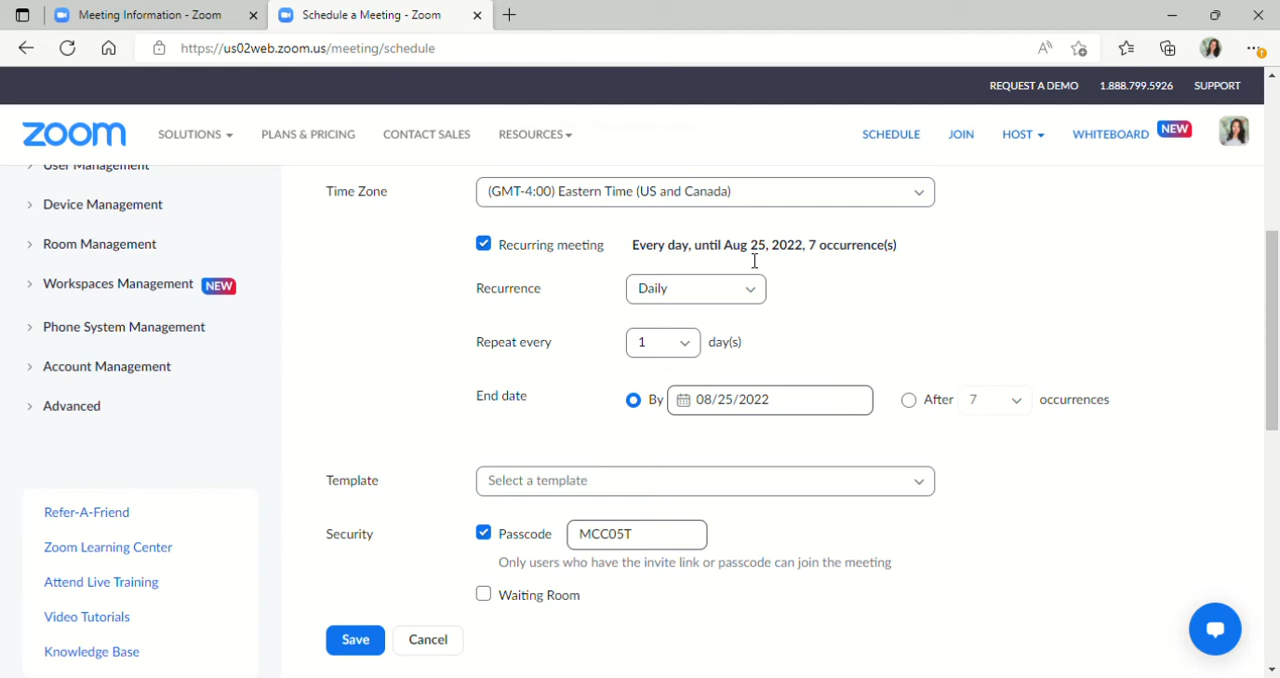 Meeting Information - Zoom
Schedule a Meeting - Zoom
https://us02web.zoom.us/meeting/schedule
REQUEST A DEMO 1.888.799.5926 SUPPORT
zoom SOLUTIONS PLANS & PRICING CONTACT SALES RESOURCES SCHEDULE JOIN HOST WHITEBOARD NEW
User Management
Device Management
Room Management
Workspaces Management NEW
Phone System Management
Account Management
Advanced
Refer-A-Friend
Zoom Learning Center
Attend Live Training
Video Tutorials
Knowledge Base
Time Zone (GMT-4:00) Eastern Time (US and Canada)
Recurring meeting Every day, until Aug 25, 2022, 7 occurrence(s)
Recurrence Daily
Repeat every 1 day(s)
End date By 08/25/2022 After 7 occurrences
Template Select a template
Security Passcode MCC05T
Only users who have the invite link or passcode can join the meeting
Waiting Room
Save Cancel